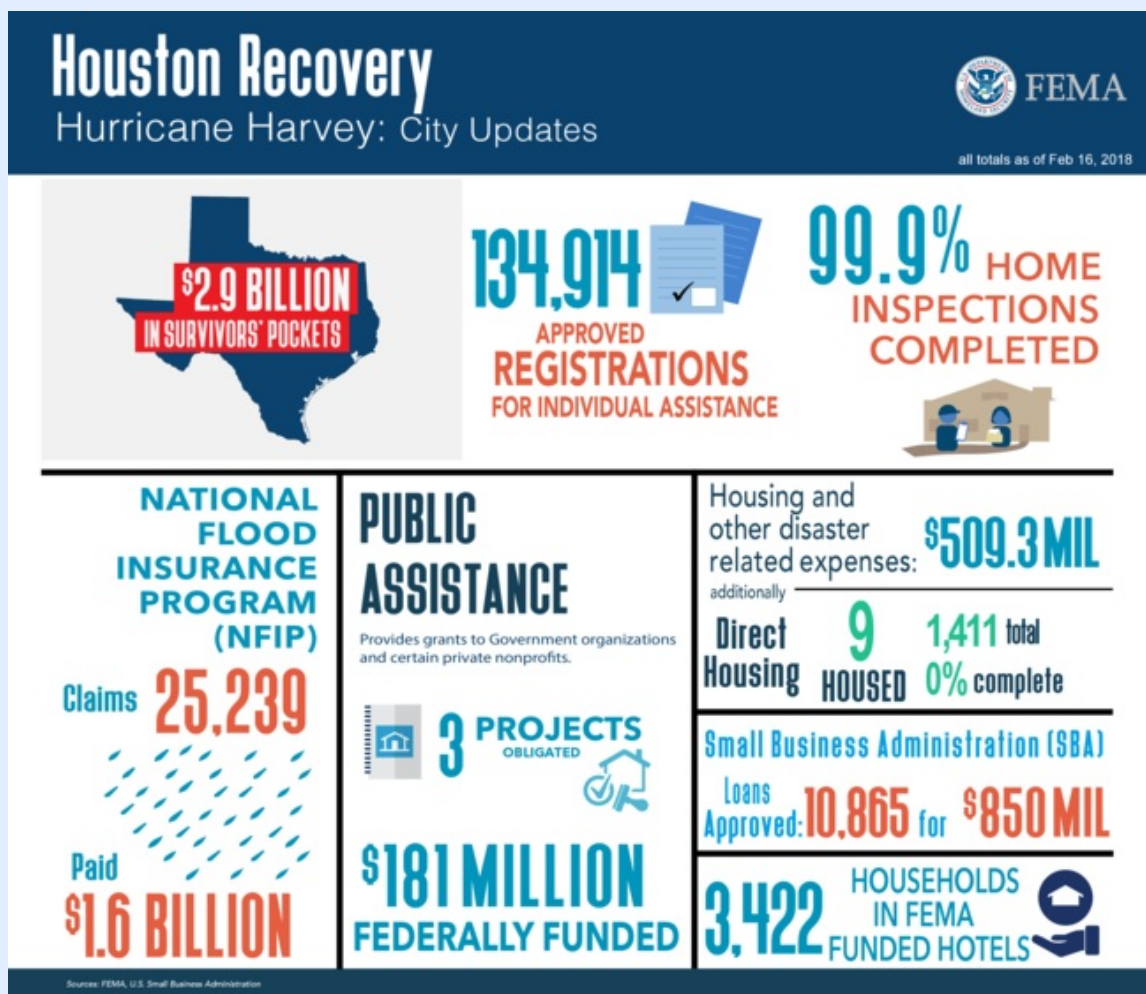 Houston Recovery
Hurricane Harvey: City Updates
FEMA
all totals as of Feb 16, 2018
$2.9 BILLION
IN SURVIVORS' POCKETS
134,914
APPROVED
REGISTRATIONS
FOR INDIVIDUAL ASSISTANCE
99.9% HOME
INSPECTIONS
COMPLETED
NATIONAL
FLOOD
INSURANCE
PROGRAM
(NFIP)
Claims 25,239
Paid
$1.6 BILLION
PUBLIC
ASSISTANCE
Provides grants to Government organizations
and certain private nonprofits.
3 PROJECTS
OBLIGATED
$181 MILLION
FEDERALLY FUNDED
Housing and
other disaster
related expenses: $509.3 MIL
additionally
Direct
Housing
9
HOUSED
1,411 total
0% complete
Small Business Administration (SBA)
Loans
Approved: 10,865 for $850 MIL
3,422
HOUSEHOLDS
IN FEMA
FUNDED HOTELS
Sources: FEMA, U.S. Small Business Administration